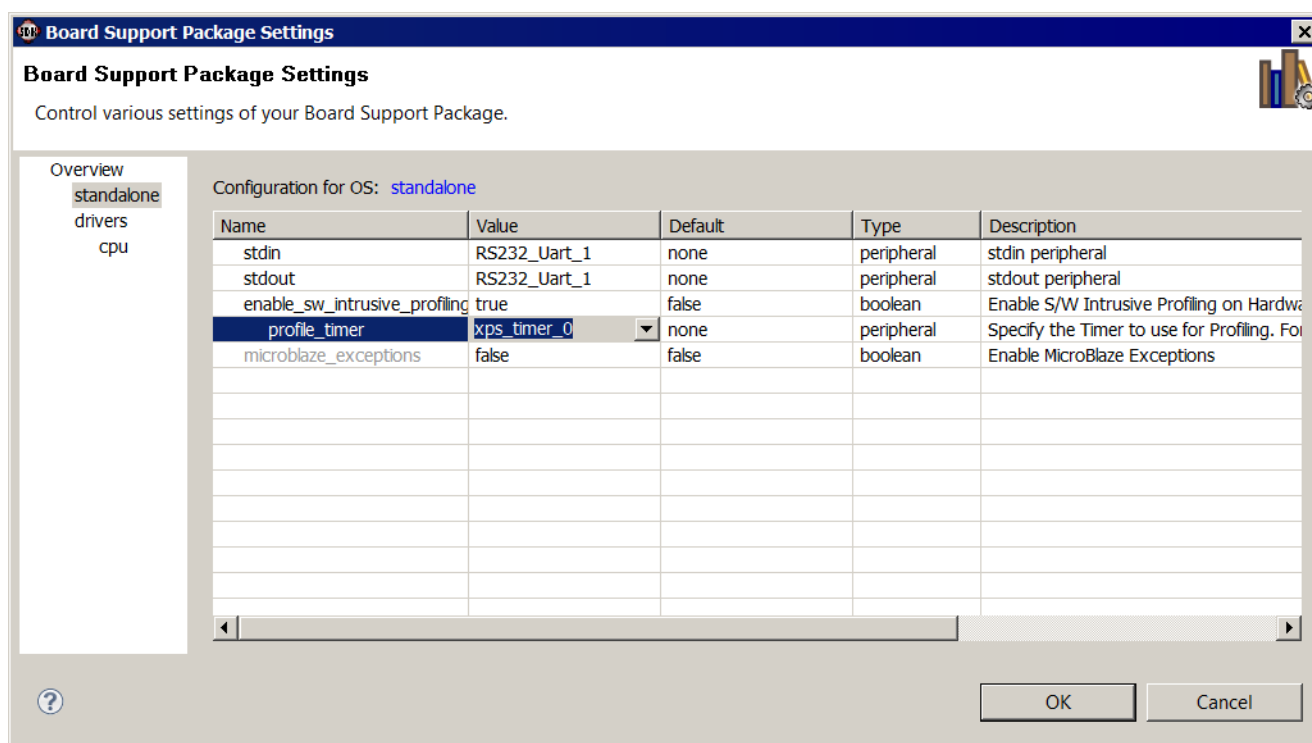 Board Support Package Settings
Board Support Package Settings
Control various settings of your Board Support Package.
Overview
standalone
drivers
cpu
Configuration for OS: standalone
Name Value Default Type Description
stdin RS232_Uart_1 none peripheral stdin peripheral
stdout RS232_Uart_1 none peripheral stdout peripheral
enable_sw_intrusive_profiling true false boolean Enable S/W Intrusive Profiling on Hardwa
profile_timer xps_timer_0 none peripheral Specify the Timer to use for Profiling. For
microblaze_exceptions false false boolean Enable MicroBlaze Exceptions
OK Cancel